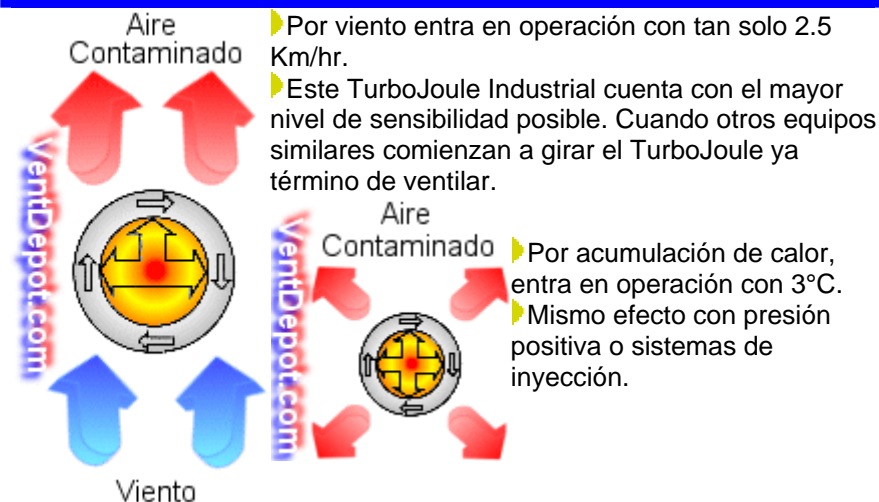 Aire
Contaminado
Por viento entra en operación con tan solo 2.5
Km/hr.
Este TurboJoule Industrial cuenta con el mayor
nivel de sensibilidad posible. Cuando otros equipos
similares comienzan a girar el TurboJoule ya
término de ventilar.
VentDepot.com
Viento
Aire
Contaminado
VentDepot.com
Por acumulación de calor,
entra en operación con 3°C.
Mismo efecto con presión
positiva o sistemas de
inyección.